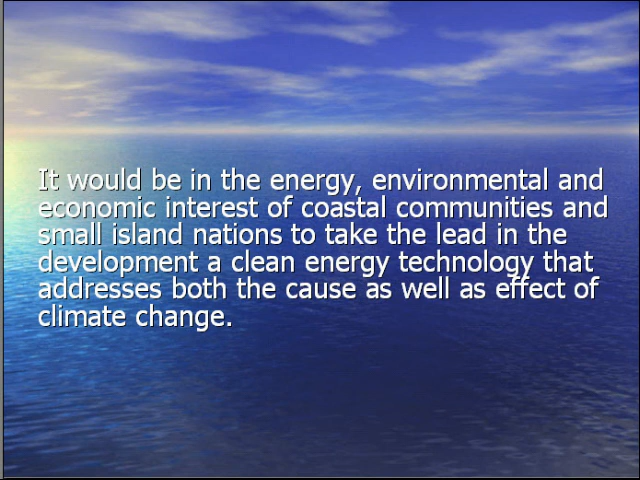 It would be in the energy, environmental and
economic interest of coastal communities and
small island nations to take the lead in the
development a clean energy technology that
addresses both the cause as well as effect of
climate change.